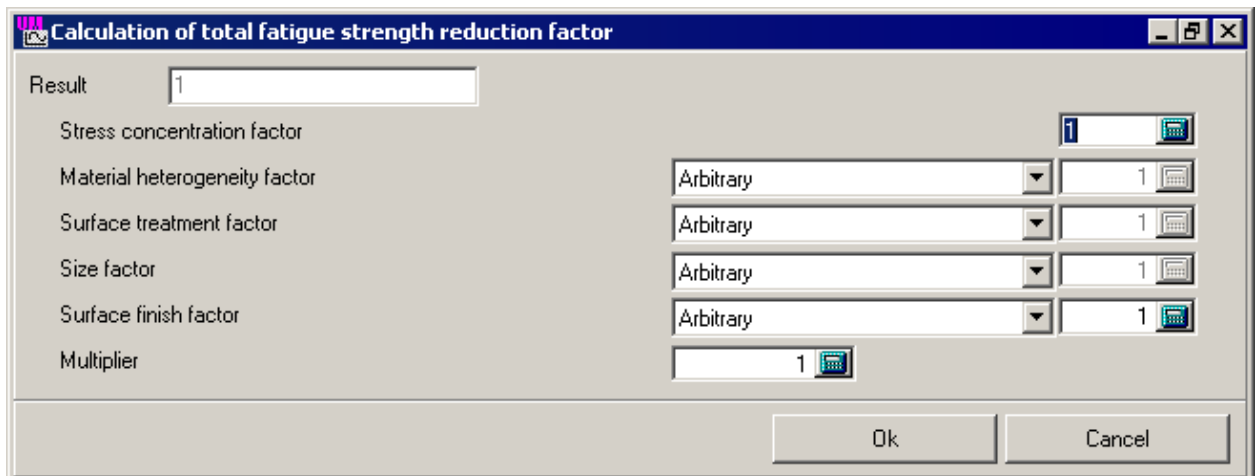 Calculation of total fatigue strength reduction factor
Result 1
Stress concentration factor 1
Material heterogeneity factor Arbitrary 1
Surface treatment factor Arbitrary 1
Size factor Arbitrary 1
Surface finish factor Arbitrary 1
Multiplier 1
Ok Cancel